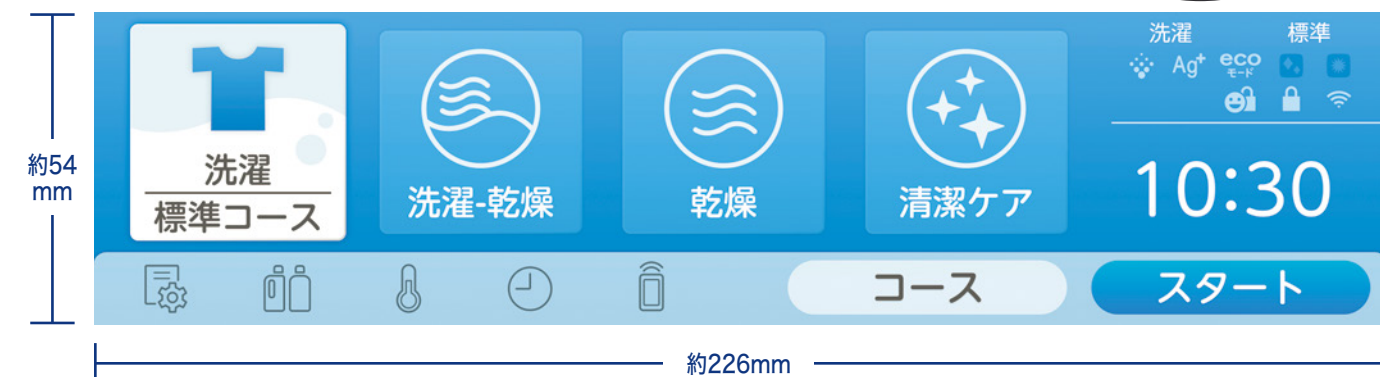 約54
mm
洗濯
標準コース
洗濯-乾燥
乾燥
清潔ケア
洗濯 標準
Ag+ eco
モード
10:30
コース
スタート
約226mm